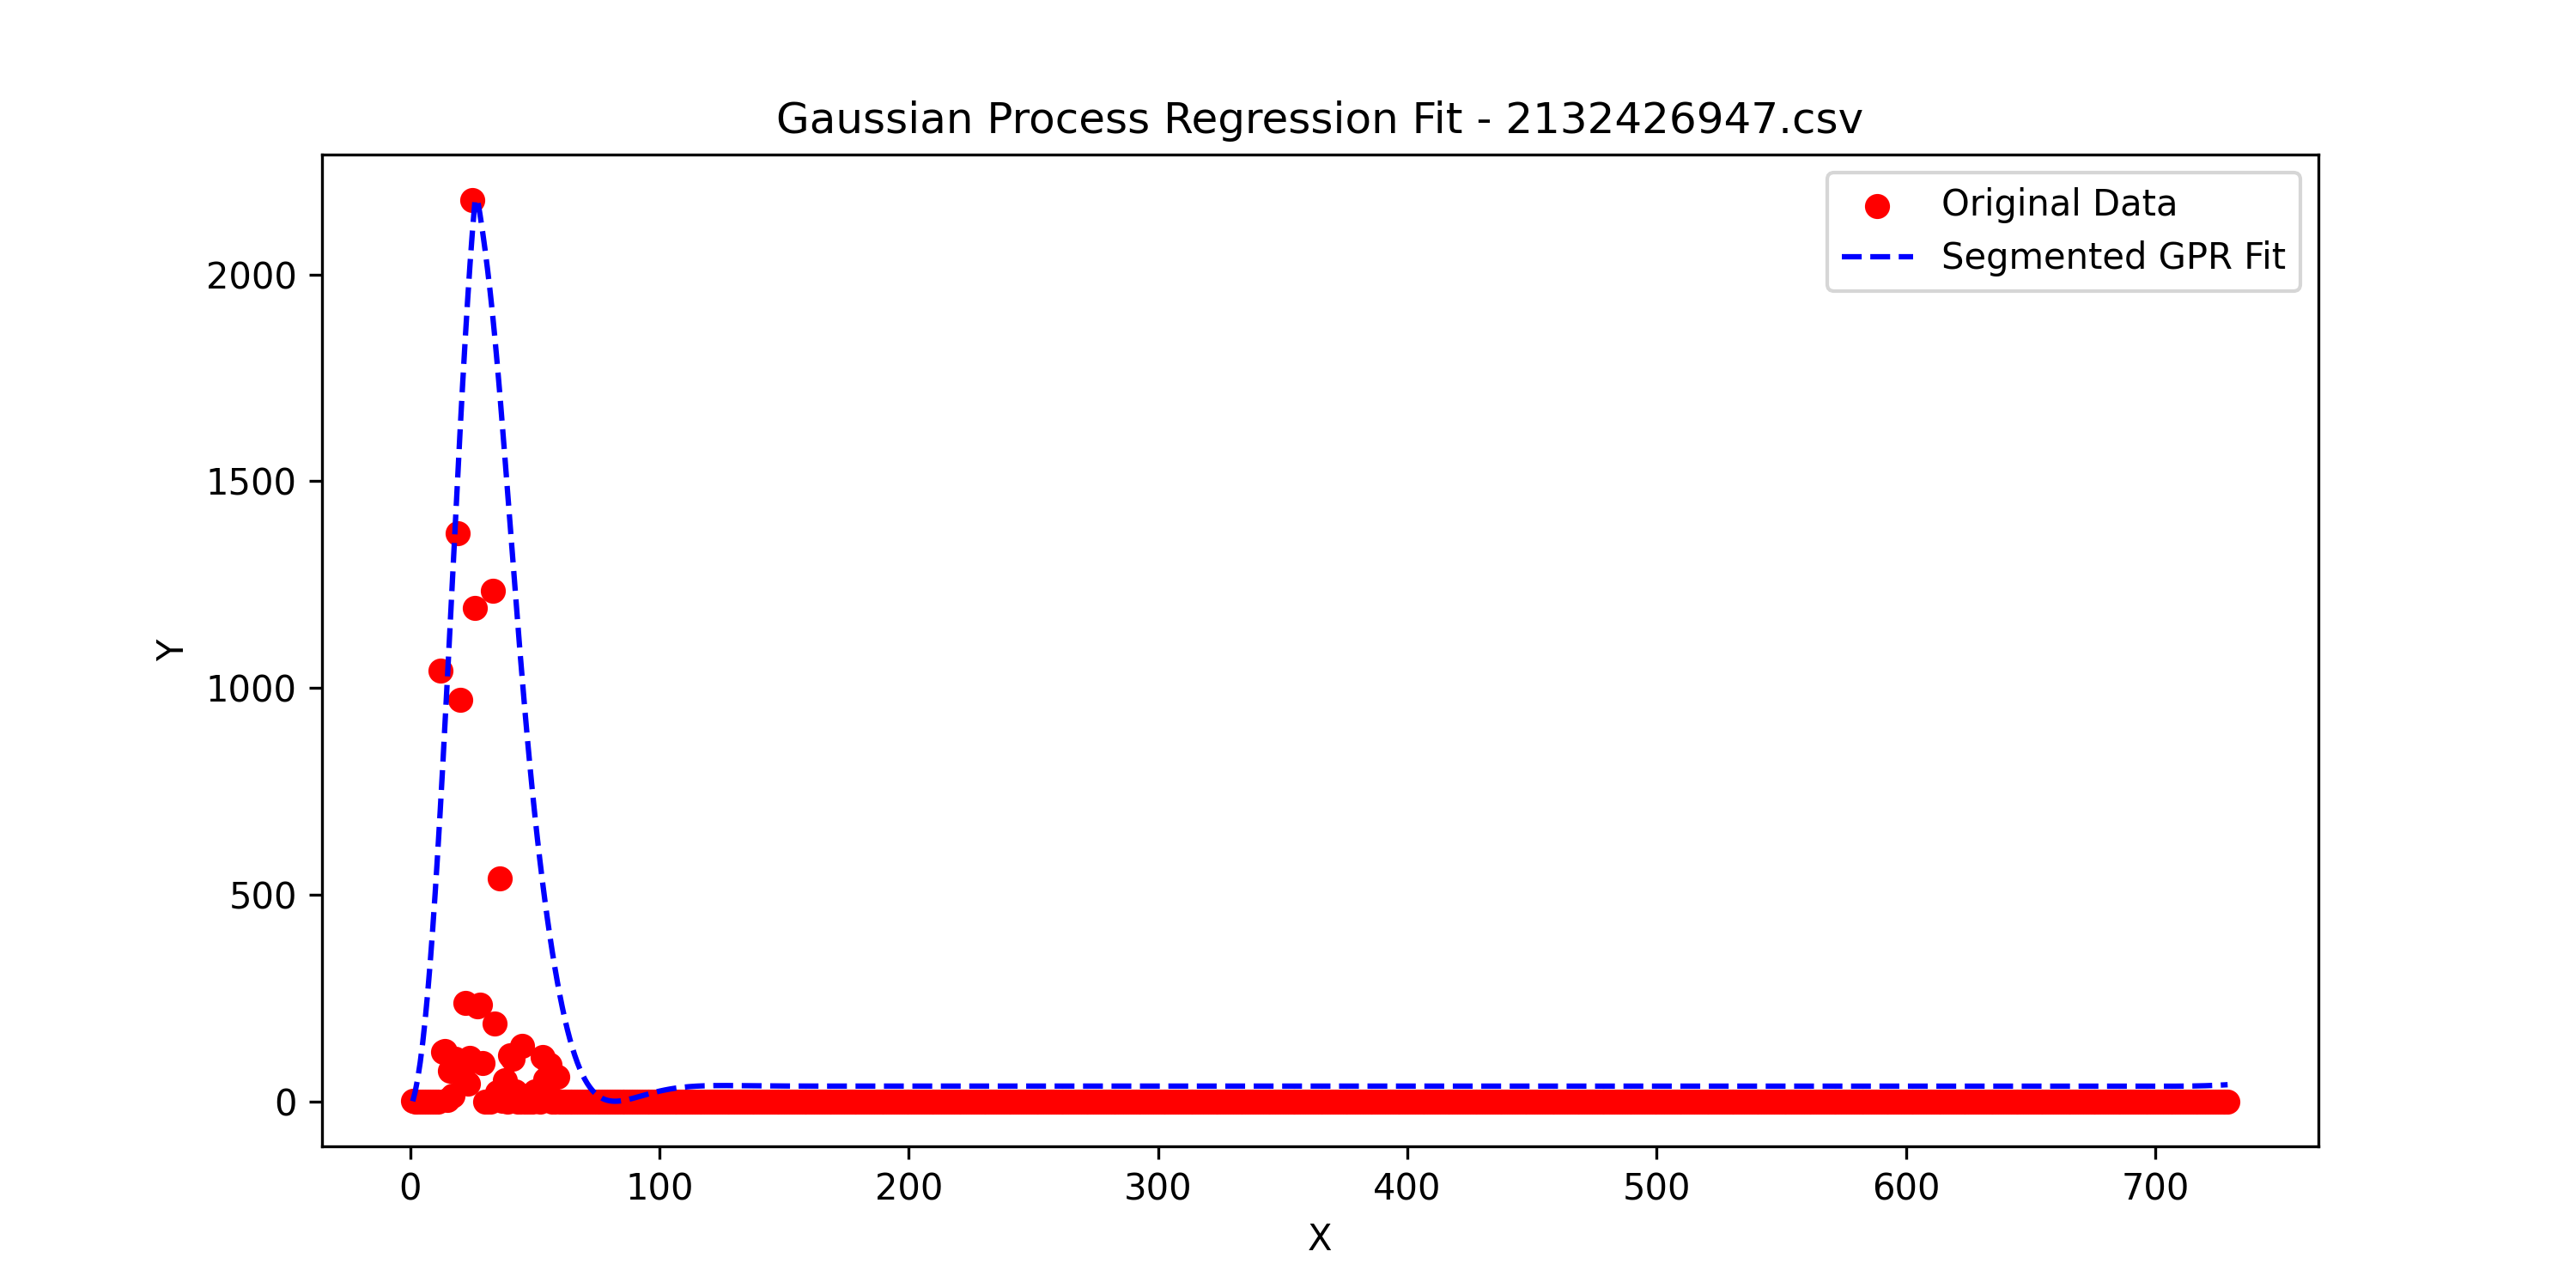 Gaussian Process Regression Fit - 2132426947.csv
Original Data
Segmented GPR Fit
2000
1500
1000
500
0
Y
0 100 200 300 400 500 600 700
X